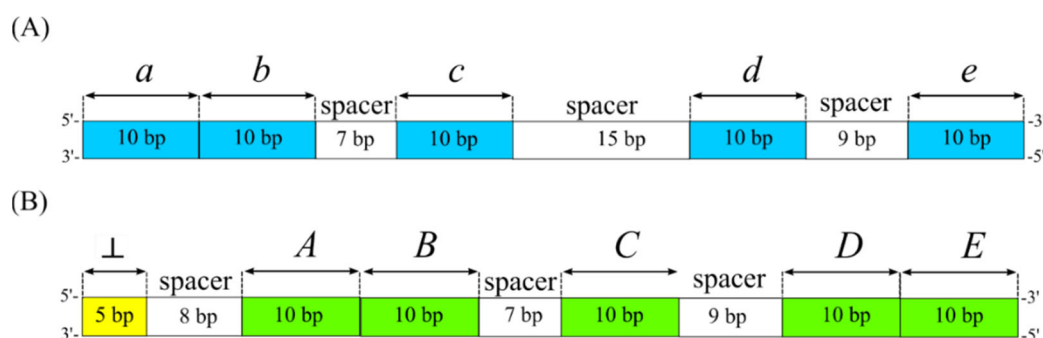 (A)
a b c d e
spacer spacer spacer
5'- 10 bp 10 bp 7 bp 10 bp 15 bp 10 bp 9 bp 10 bp -3'
3'- -5'
(B)
⊥ A B C D E
spacer spacer spacer
5'- 5 bp 8 bp 10 bp 10 bp 7 bp 10 bp 9 bp 10 bp 10 bp -3'
3'- -5'